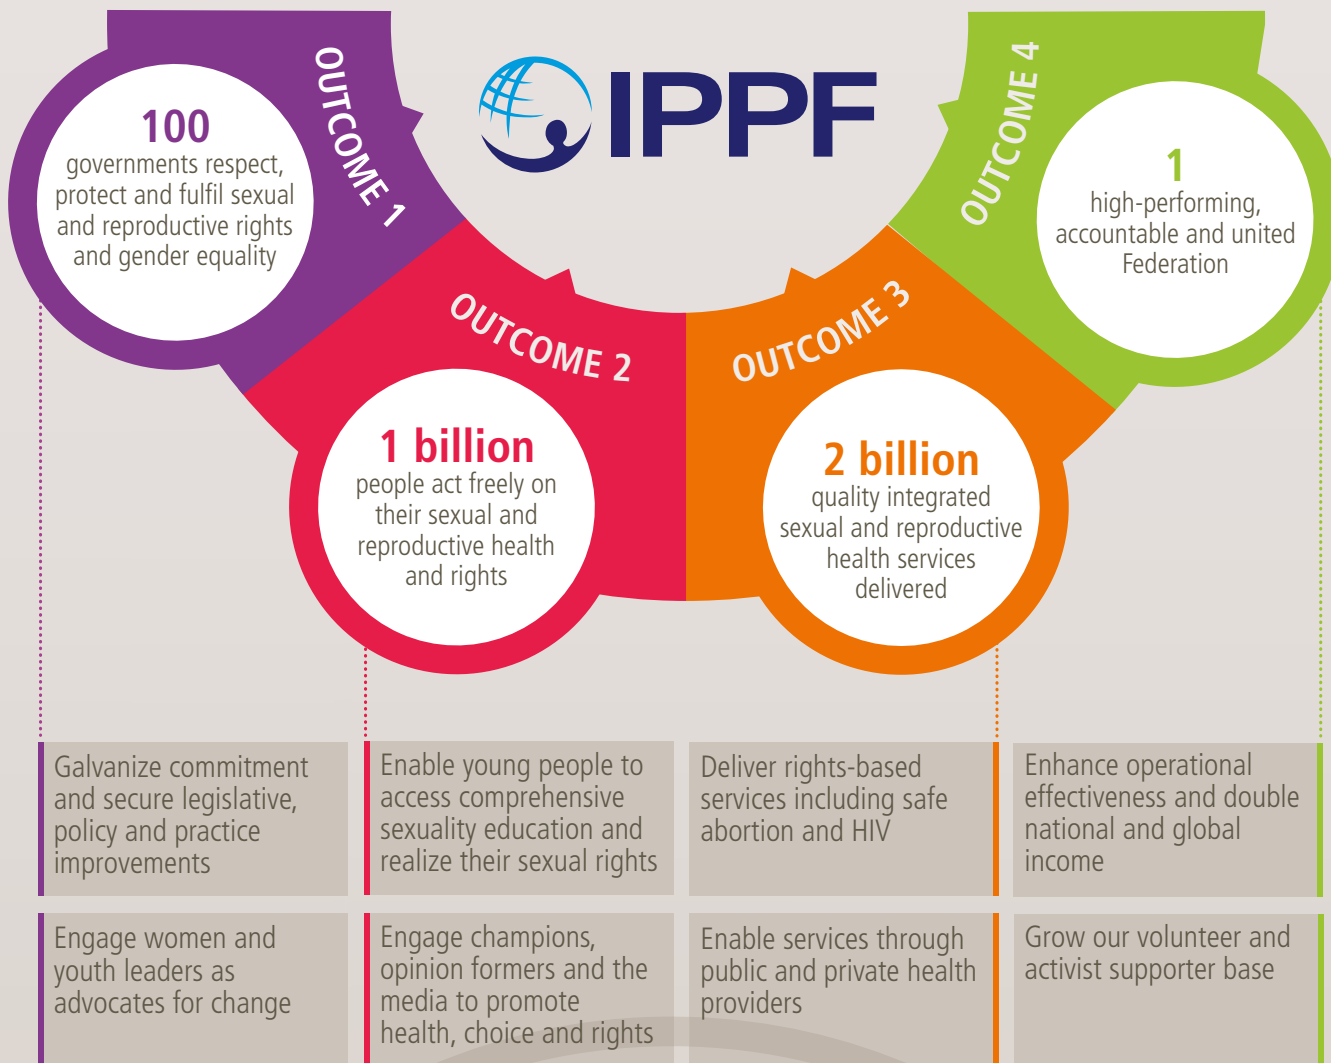 IPPF
OUTCOME 1
100
governments respect,
protect and fulfil sexual
and reproductive rights
and gender equality
OUTCOME 2
1 billion
people act freely on
their sexual and
reproductive health
and rights
OUTCOME 3
2 billion
quality integrated
sexual and reproductive
health services
delivered
OUTCOME 4
1
high-performing,
accountable and united
Federation
Galvanize commitment
and secure legislative,
policy and practice
improvements
Enable young people to
access comprehensive
sexuality education and
realize their sexual rights
Deliver rights-based
services including safe
abortion and HIV
Enhance operational
effectiveness and double
national and global
income
Engage women and
youth leaders as
advocates for change
Engage champions,
opinion formers and the
media to promote
health, choice and rights
Enable services through
public and private health
providers
Grow our volunteer and
activist supporter base